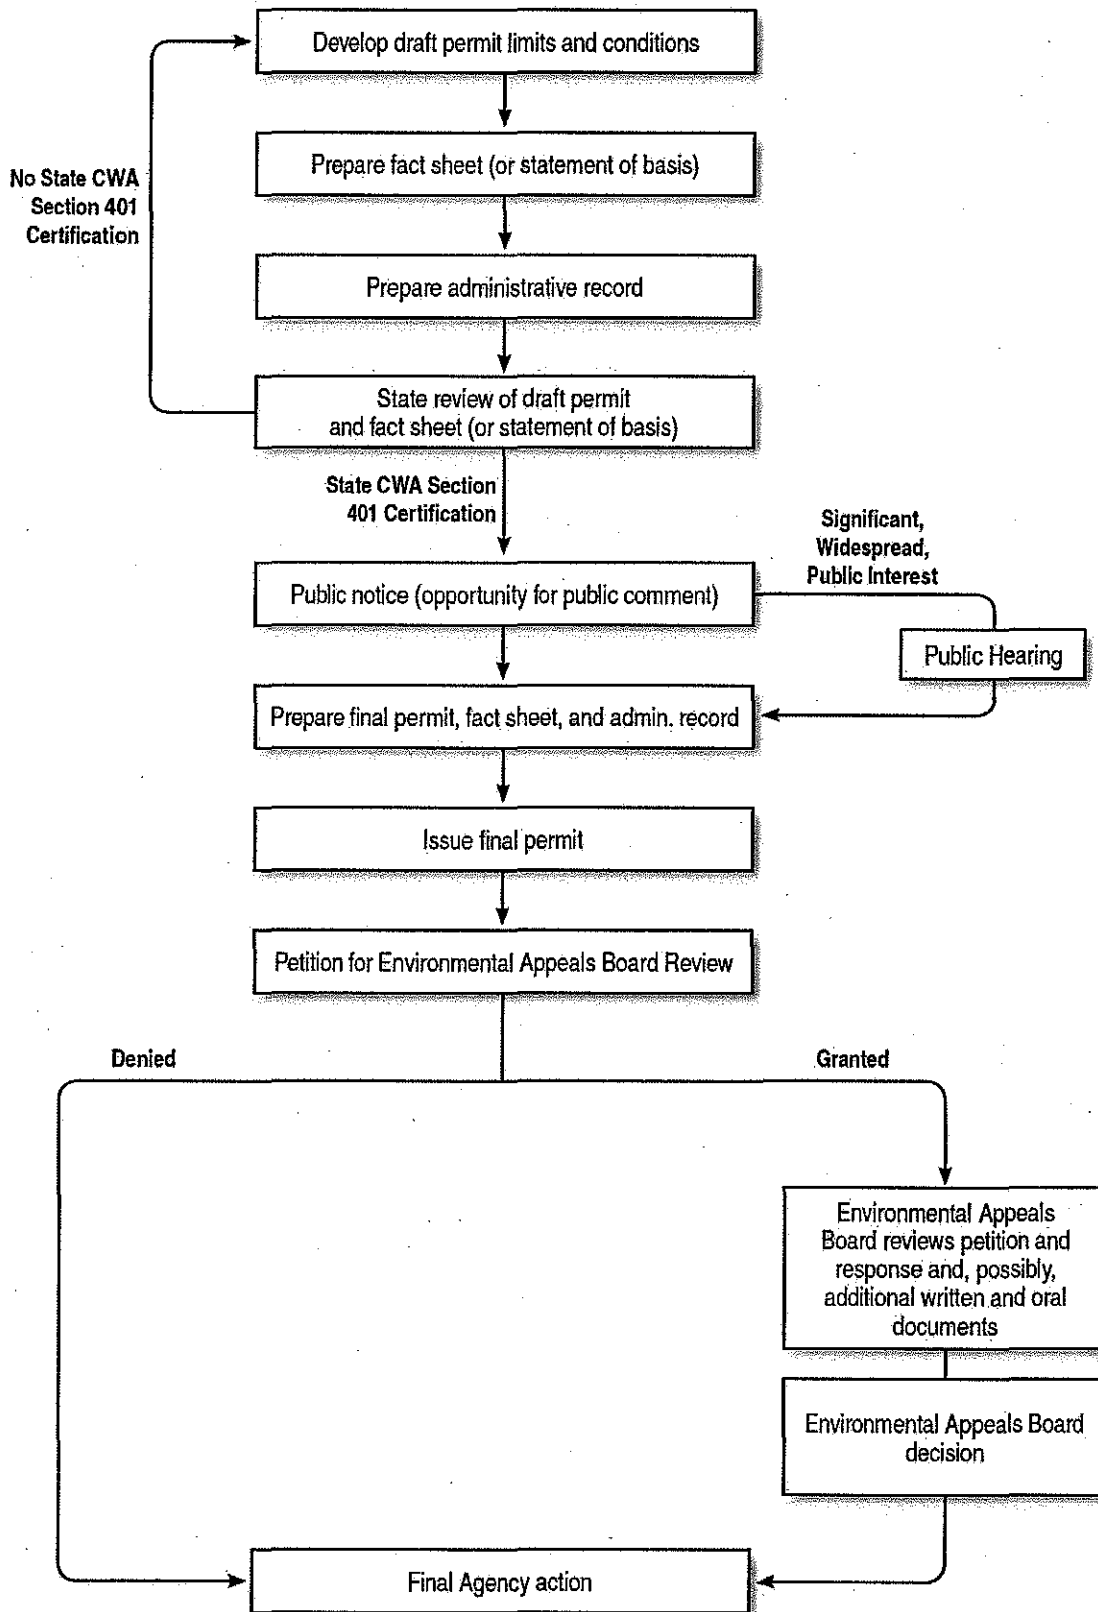 Develop draft permit limits and conditions
Prepare fact sheet (or statement of basis)
No State CWA
Section 401
Certification
Prepare administrative record
State review of draft permit
and fact sheet (or statement of basis)
State CWA Section
401 Certification
Significant,
Widespread,
Public Interest
Public notice (opportunity for public comment)
Public Hearing
Prepare final permit, fact sheet, and admin. record
Issue final permit
Petition for Environmental Appeals Board Review
Denied
Granted
Environmental Appeals
Board reviews petition and
response and, possibly,
additional written and oral
documents
Environmental Appeals Board
decision
Final Agency action